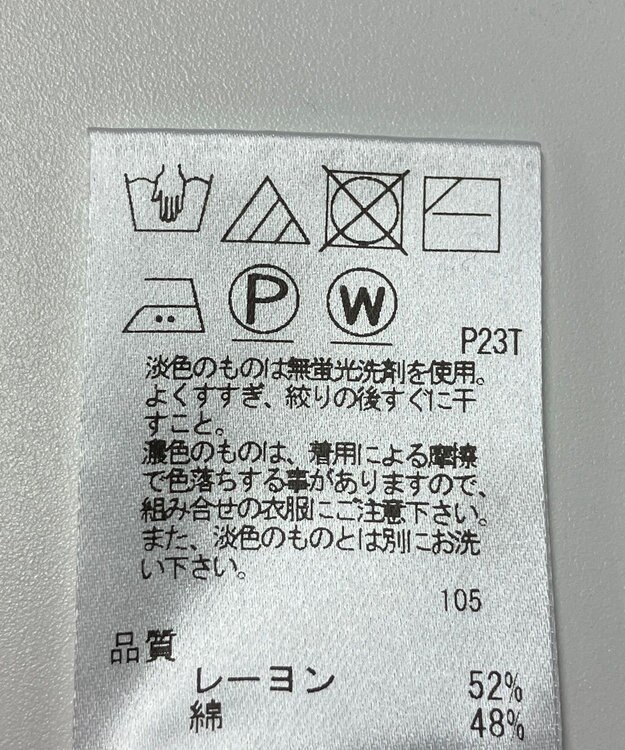 P
W
P23T
淡色のものは無蛍光洗剤を使用。
よくすすぎ、絞りの後すぐに干
すこと。
濃色のものは、着用による摩擦
で色落ちする事がありますので、
組み合せの衣服にご注意下さい。
また、淡色のものとは別にお洗
い下さい。
105
品質
レーヨン 52%
綿 48%